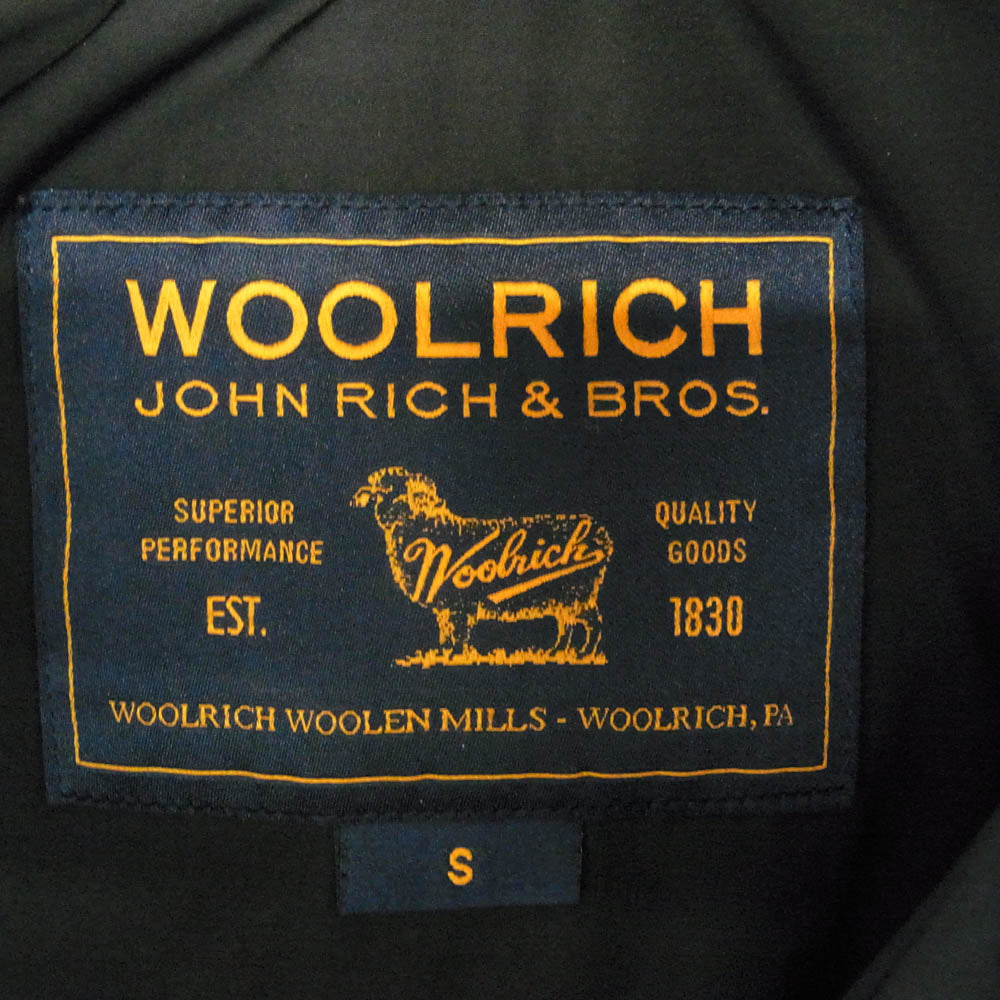 WOOLRICH
JOHN RICH & BROS.
SUPERIOR
PERFORMANCE
EST.
Woolrich
QUALITY
GOODS
1830
WOOLRICH WOOLEN MILLS - WOOLRICH, PA
S